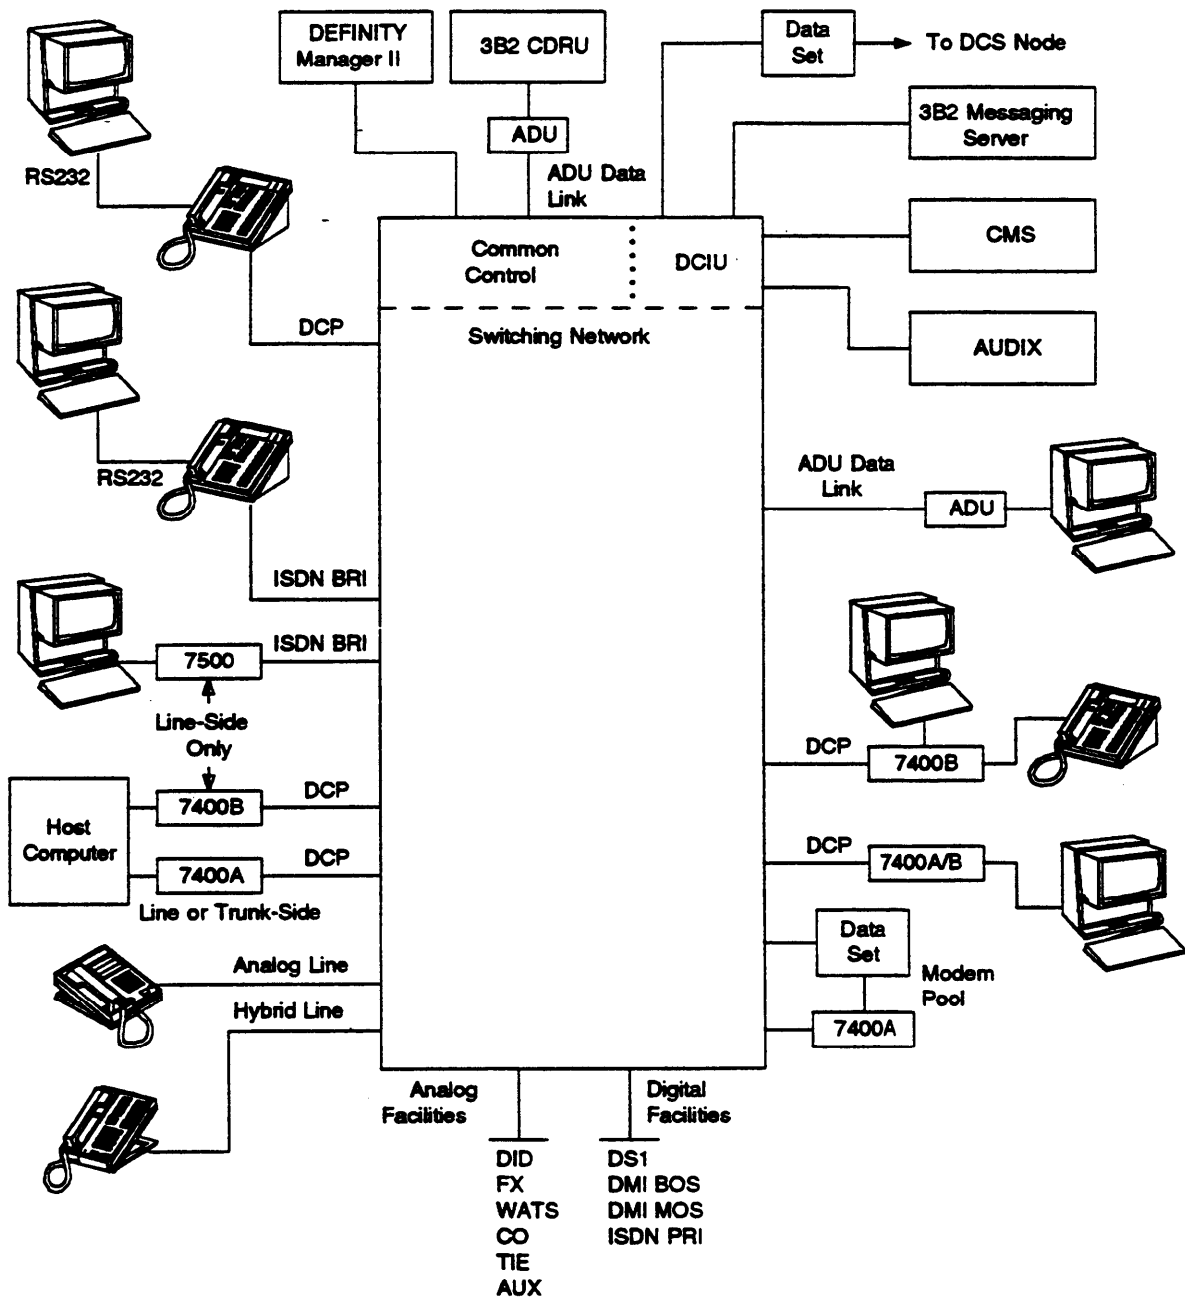 DEFINITY
Manager II
3B2 CDRU
Data
Set
To DCS Node
ADU
3B2 Messaging
Server
RS232
ADU Data
Link
Common
Control
DCIU
CMS
DCP
Switching Network
AUDIX
RS232
ADU Data
Link
ADU
ISDN BRI
ISDN BRI
7500
Line-Side
Only
DCP
7400B
7400B
DCP
Host
Computer
DCP
7400A
DCP
7400A/B
Line or Trunk-Side
Data
Set
Analog Line
Modem
Pool
Hybrid Line
7400A
Analog
Facilities
Digital
Facilities
DID
FX
WATS
CO
TIE
AUX
DS1
DMI BOS
DMI MOS
ISDN PRI